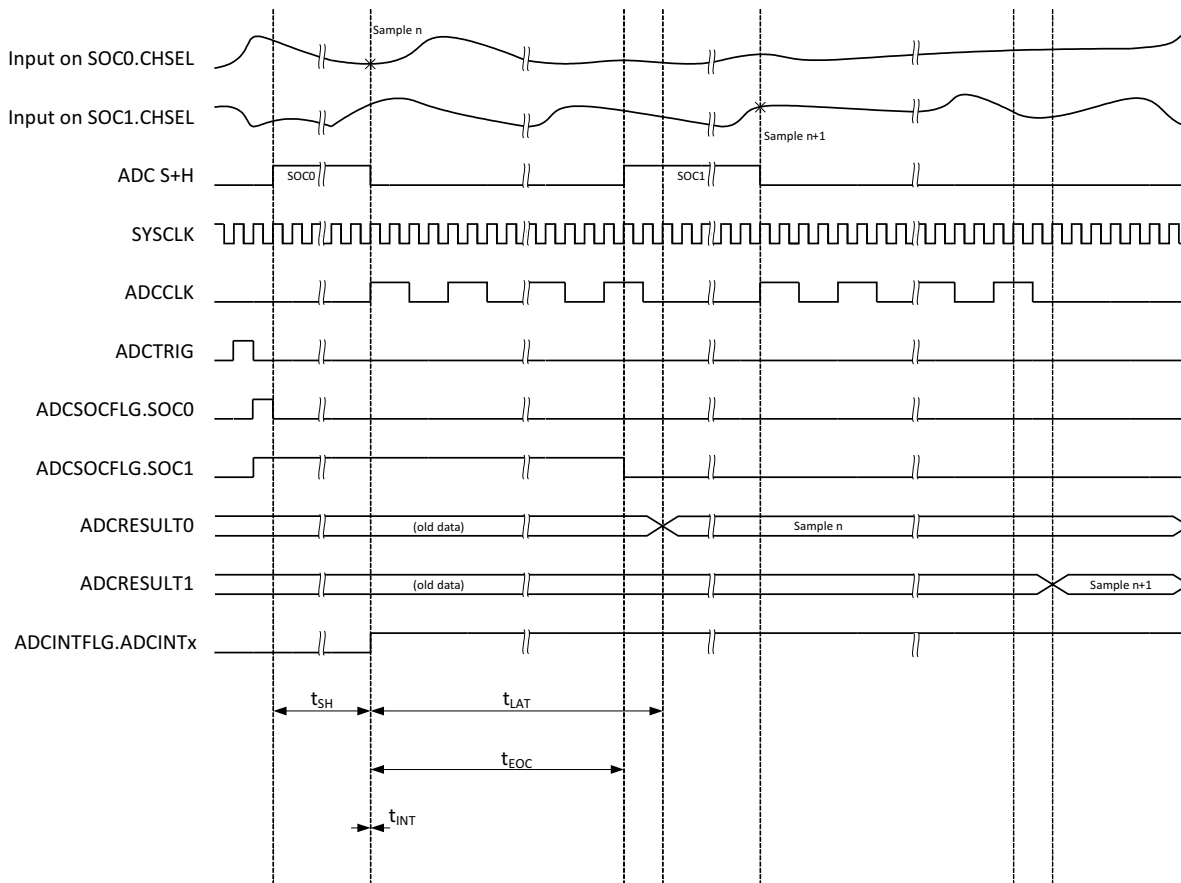 Sample n
Input on SOC0.CHSEL
Input on SOC1.CHSEL
Sample n+1
ADC S+H
SOC0
SOC1
SYSCLK
ADCCLK
ADCTRIG
ADCSOCFLG.SOC0
ADCSOCFLG.SOC1
ADCRESULT0
(old data)
Sample n
ADCRESULT1
(old data)
Sample n+1
ADCINTFLG.ADCINTx
tSH
tLAT
tEOC
tINT